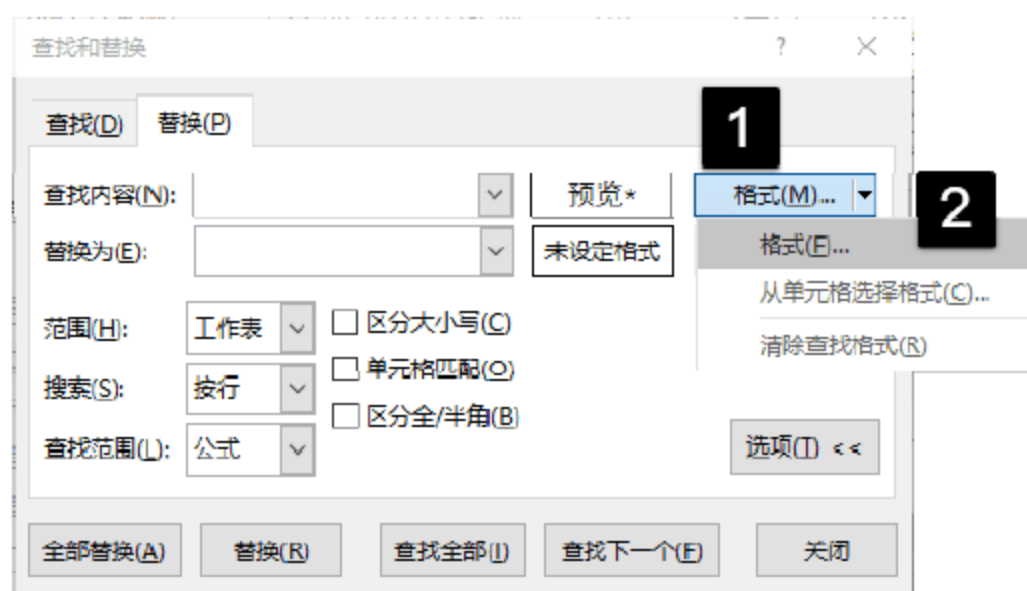 查找和替换 ? ×
查找(D) 替换(P)
1
查找内容(N): 预览* 格式(M)...
2
替换为(E): 未设定格式 格式(F)...
从单元格选择格式(C)...
范围(H): 工作表 区分大小写(C)
清除查找格式(R)
单元格匹配(O)
搜索(S): 按行
区分全/半角(B)
查找范围(L): 公式 选项(T) <<
全部替换(A) 替换(R) 查找全部(I) 查找下一个(F) 关闭